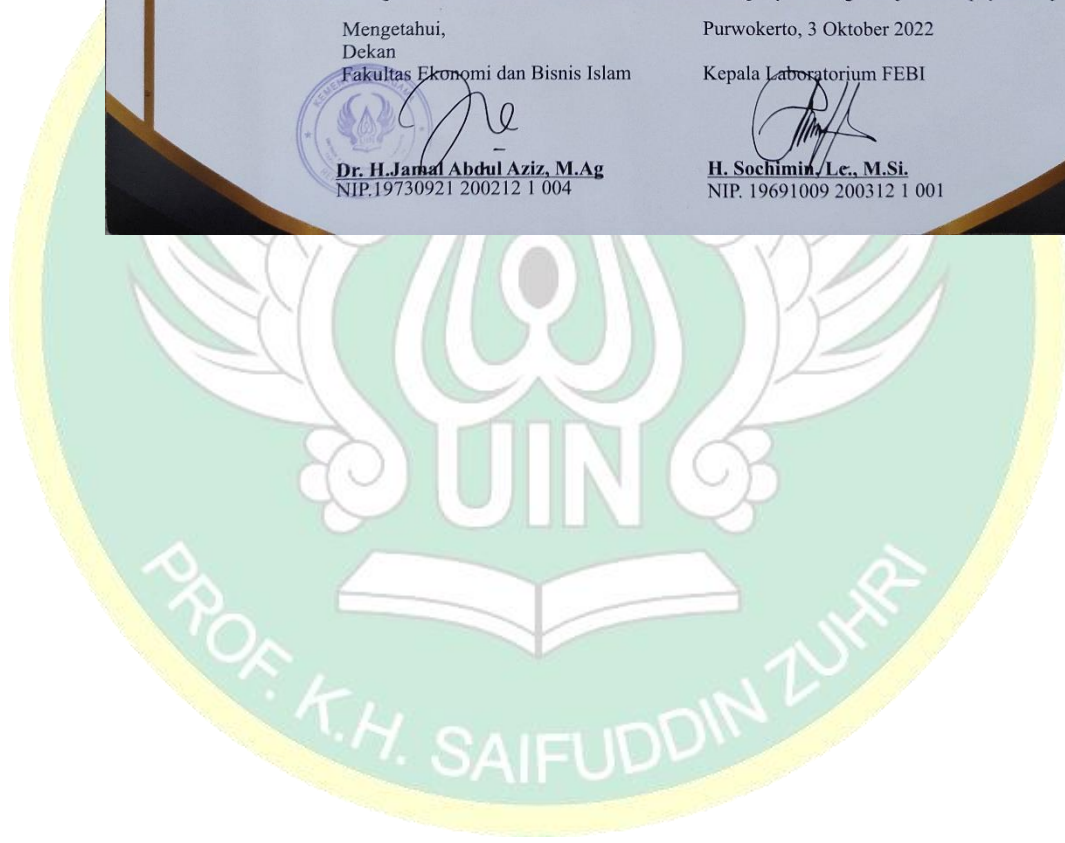 Mengetahui,
Dekan
Fakultas Ekonomi dan Bisnis Islam
Dr. H.Jamal Abdul Aziz, M.Ag
NIP.19730921 200212 1 004
Purwokerto, 3 Oktober 2022
Kepala Laboratorium FEBI
H. Sochimin, Lc., M.Si.
NIP. 19691009 200312 1 001
UIN
PROF. K.H. SAIFUDDIN ZUHRI